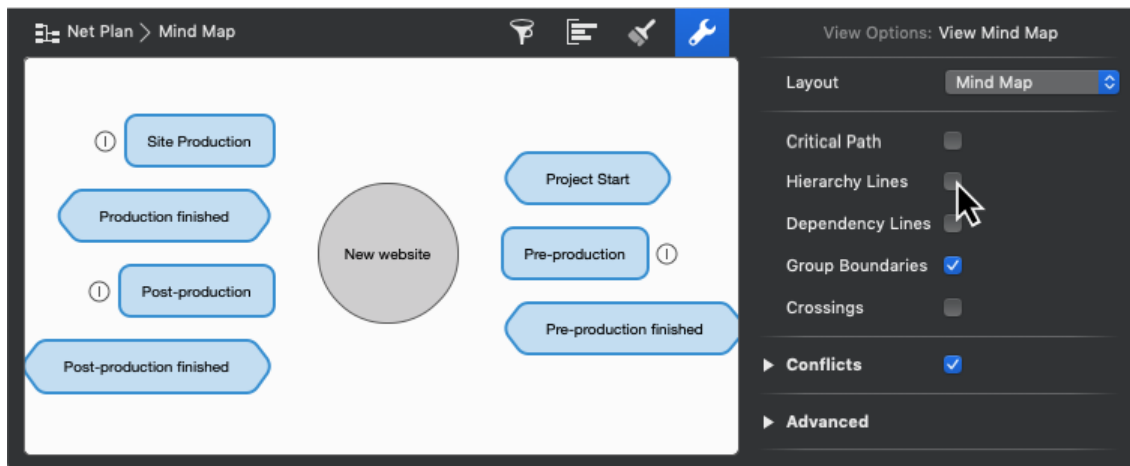 Net Plan > Mind Map
View Options: View Mind Map
Site Production
Production finished
Post-production
Post-production finished
New website
Project Start
Pre-production
Pre-production finished
Layout Mind Map
Critical Path
Hierarchy Lines
Dependency Lines
Group Boundaries
Crossings
Conflicts
Advanced